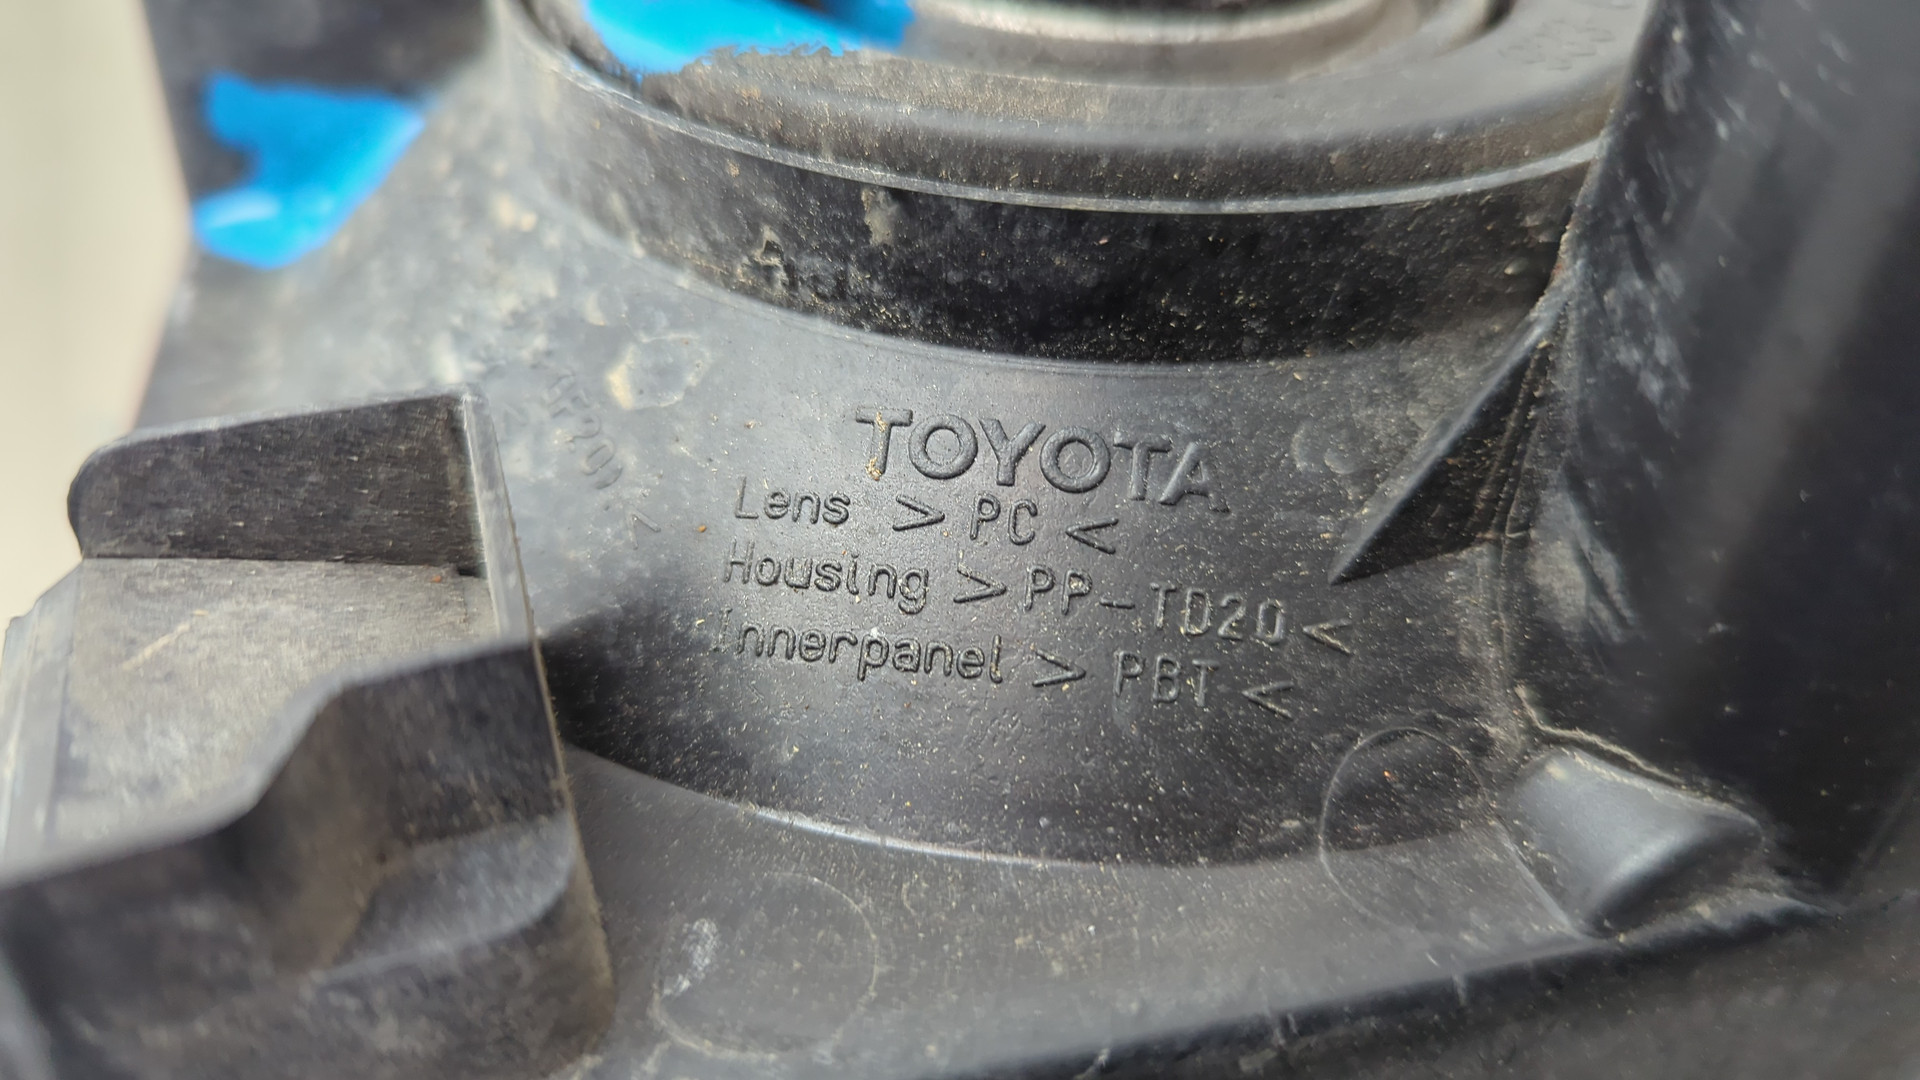 TOYOTA
Lens > PC <
Housing > PP-TD20 <
Innerpanel > PBT <